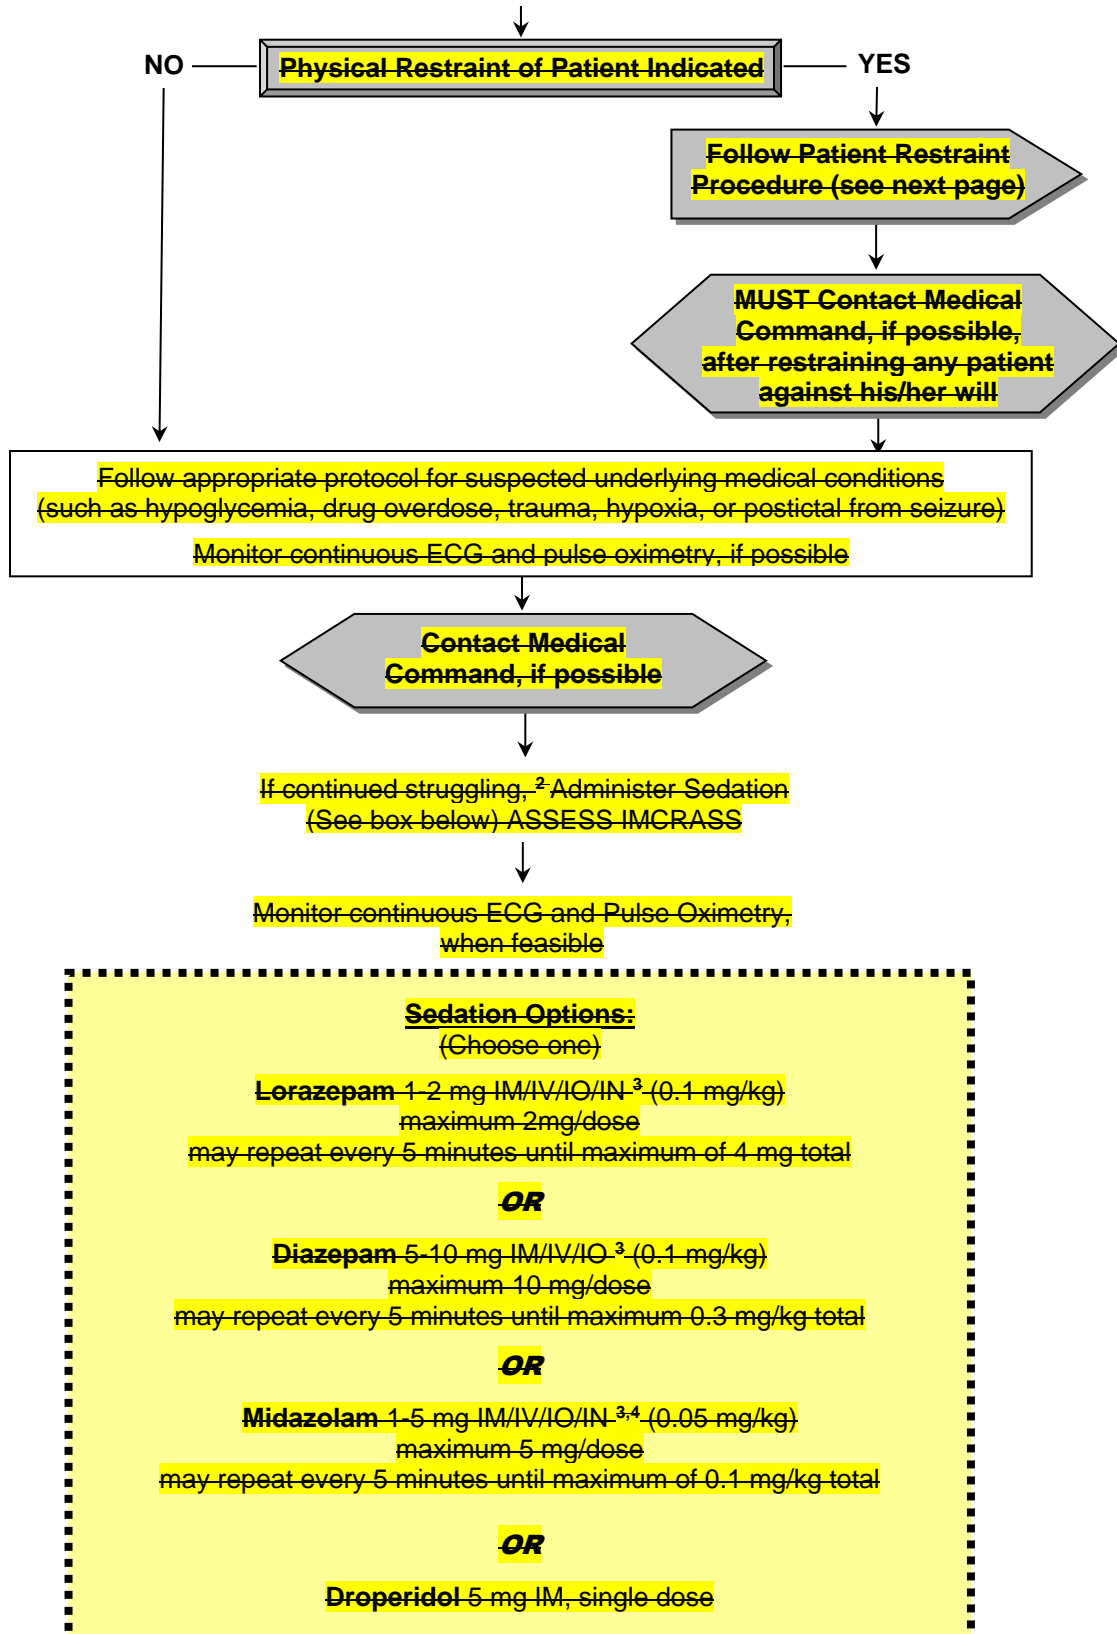 NO
Physical Restraint of Patient Indicated
YES
Follow Patient Restraint
Procedure (see next page)
MUST Contact Medical
Command, if possible,
after restraining any patient
against his/her will
Follow appropriate protocol for suspected underlying medical conditions
(such as hypoglycemia, drug overdose, trauma, hypoxia, or postictal from seizure)
Monitor continuous ECG and pulse oximetry, if possible
Contact Medical
Command, if possible
If continued struggling, 2 Administer Sedation
(See box below) ASSESS IMCRASS
Monitor continuous ECG and Pulse Oximetry,
when feasible
Sedation Options:
(Choose one)
Lorazepam 1-2 mg IM/IV/IO/IN 3 (0.1 mg/kg)
maximum 2mg/dose
may repeat every 5 minutes until maximum of 4 mg total
OR
Diazepam 5-10 mg IM/IV/IO 3 (0.1 mg/kg)
maximum 10 mg/dose
may repeat every 5 minutes until maximum 0.3 mg/kg total
OR
Midazolam 1-5 mg IM/IV/IO/IN 3,4 (0.05 mg/kg)
maximum 5 mg/dose
may repeat every 5 minutes until maximum of 0.1 mg/kg total
OR
Droperidol 5 mg IM, single dose